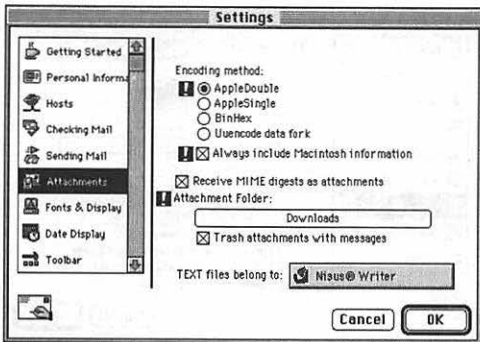 Settings
Getting Started
Personal Informa
Hosts
Checking Mail
Sending Mail
Attachments
Fonts & Display
Date Display
Toolbar
Encoding method:
AppleDouble
AppleSingle
BinHex
Uuencode data fork
Always include Macintosh information
Receive MIME digests as attachments
Attachment Folder:
Downloads
Trash attachments with messages
TEXT files belong to: Nisus® Writer
Cancel OK